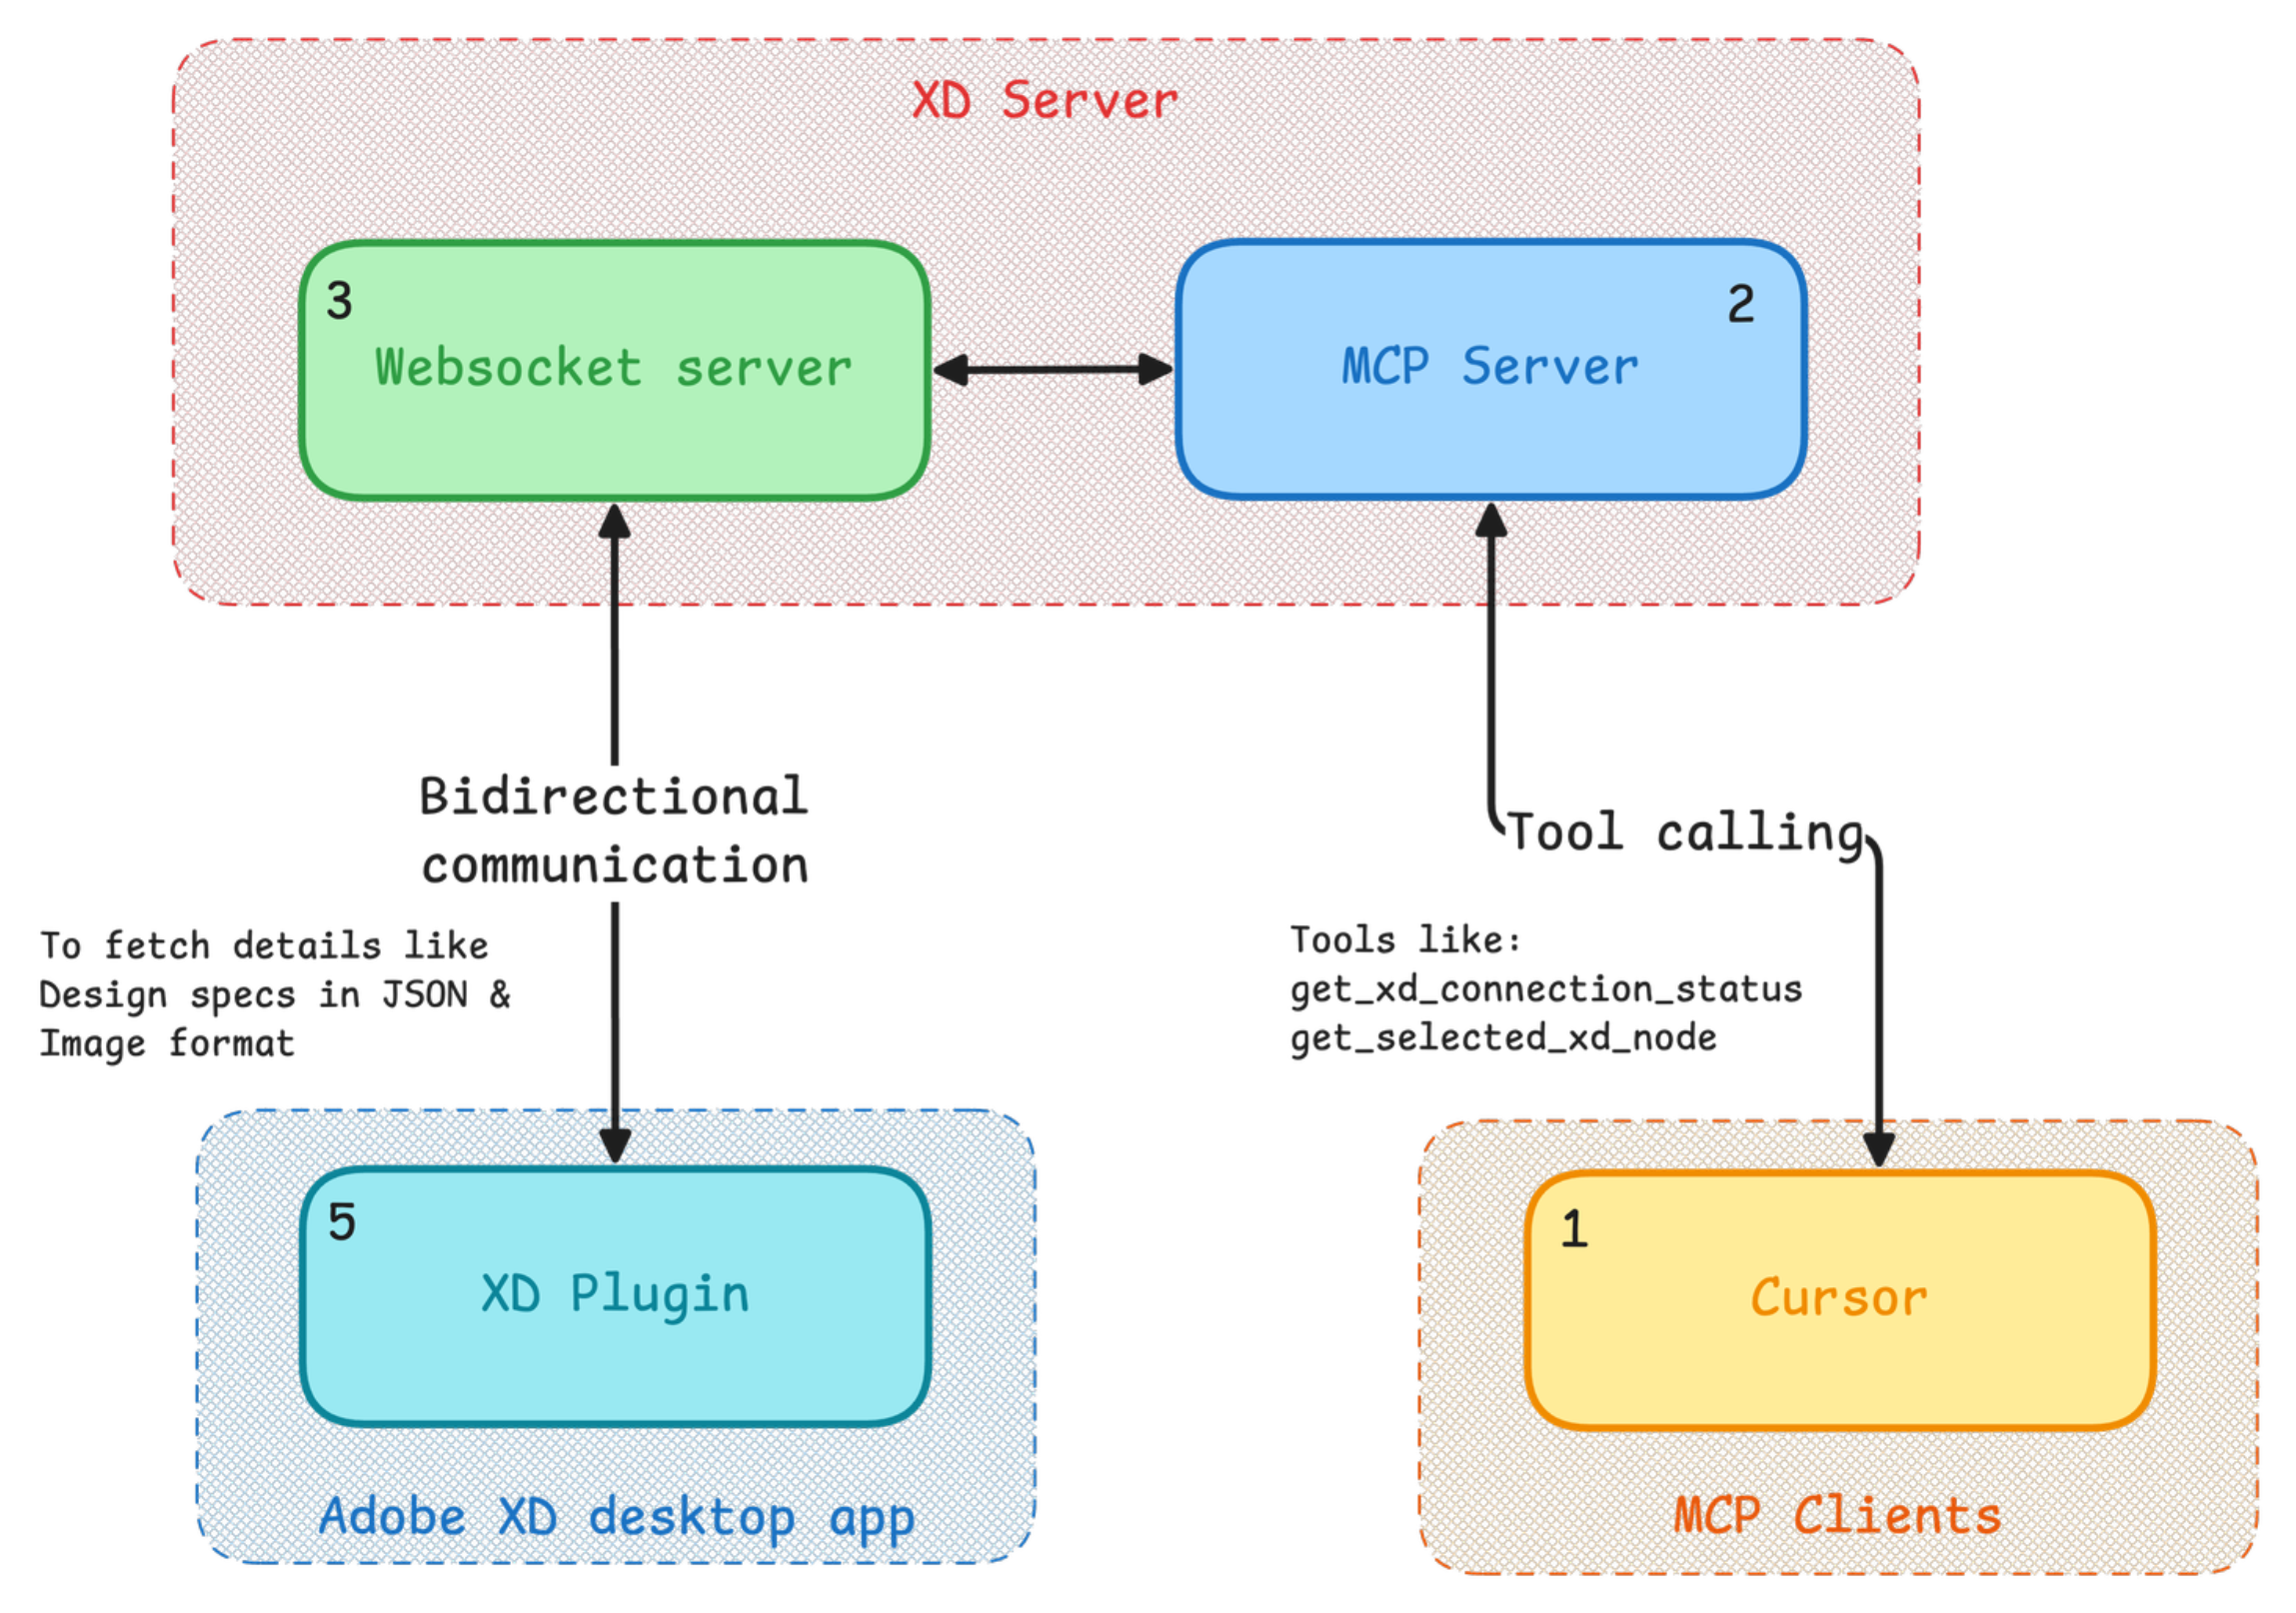 XD Server
3
Websocket server
2
MCP Server
Bidirectional
communication
To fetch details like
Design specs in JSON &
Image format
Tool calling
Tools like:
get_xd_connection_status
get_selected_xd_node
5
XD Plugin
Adobe XD desktop app
1
Cursor
MCP Clients